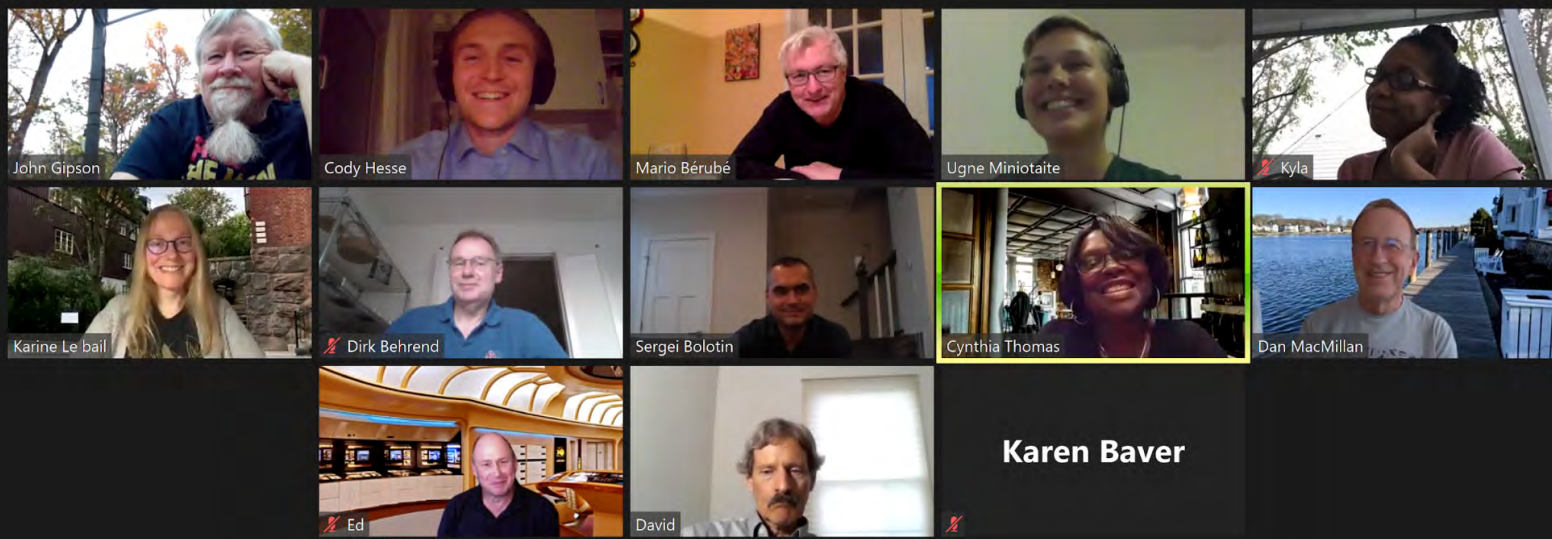 John Gipson
Cody Hesse
Mario Bérubé
Ugne Miniotaite
Kyla
Karine Le bail
Dirk Behrend
Sergei Bolotin
Cynthia Thomas
Dan MacMillan
Ed
David
Karen Baver